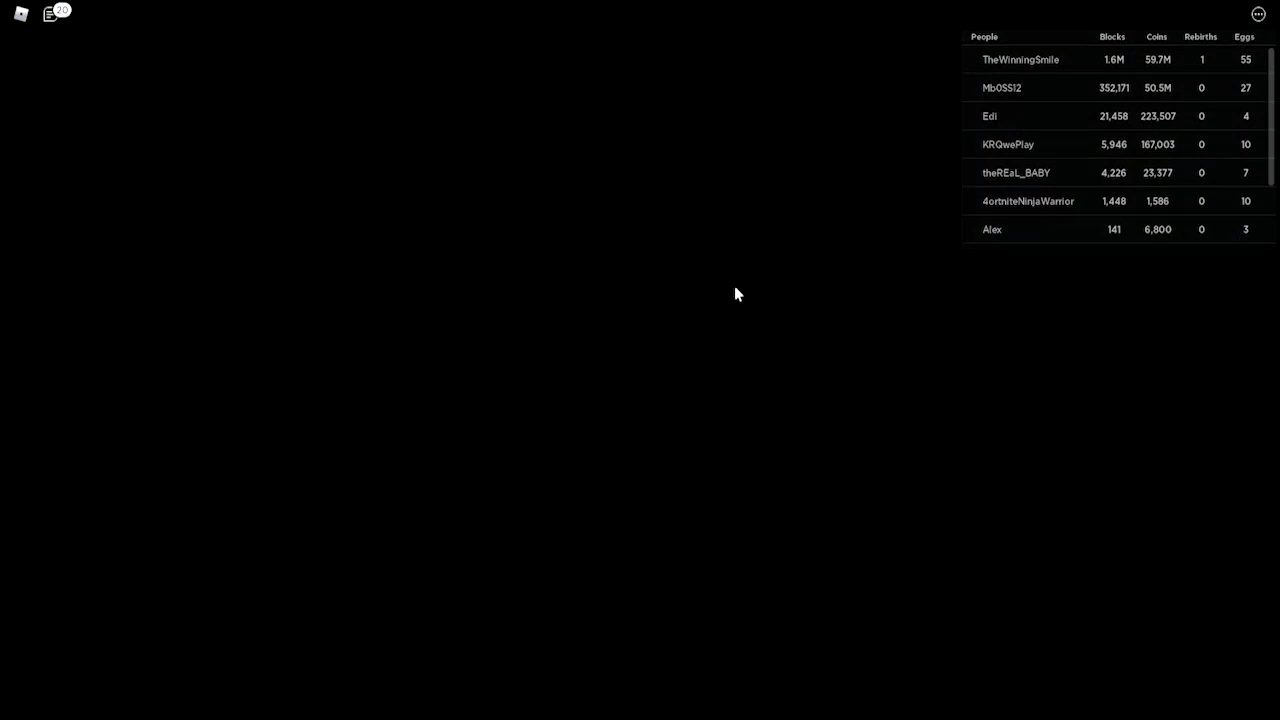 20
People Blocks Coins Rebirths Eggs
TheWinningSmile 1.6M 59.7M 1 55
MbOSS12 352,171 50.5M 0 27
Edi 21,458 223,507 0 4
KRQwePlay 5,946 167,003 0 10
theREaL_BABY 4,226 23,377 0 7
4ortniteNinjaWarrior 1,448 1,586 0 10
Alex 141 6,800 0 3